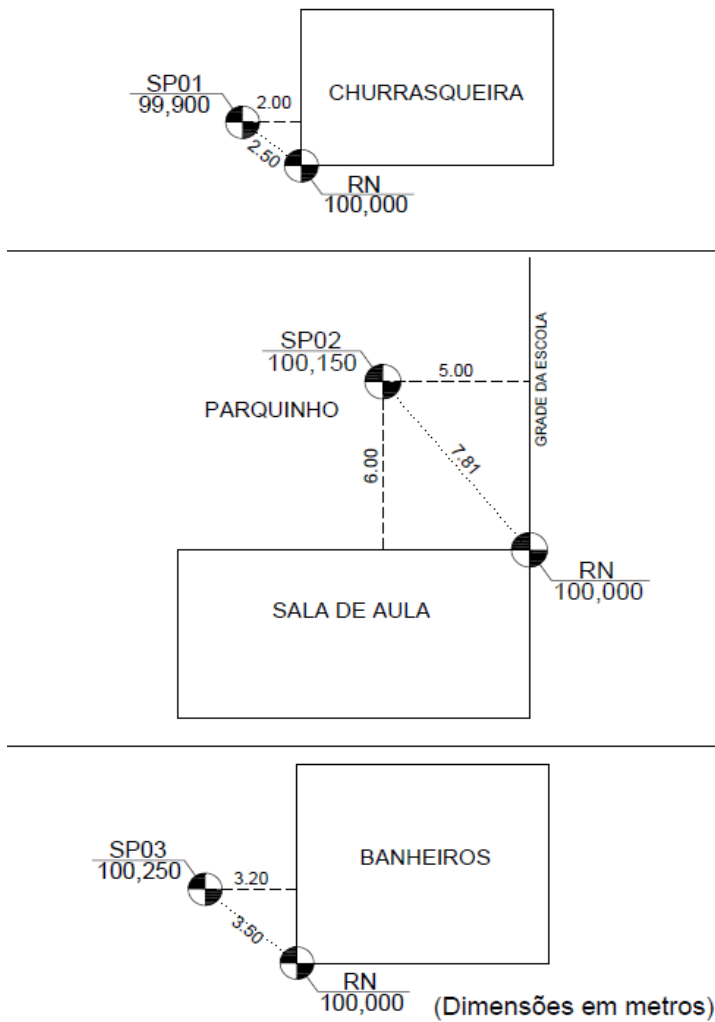 SP01
99,900
2.00
CHURRASQUEIRA
2.50
RN
100,000
SP02
100,150
5.00
GRADE DA ESCOLA
PARQUINHO
6.00
7.81
RN
100,000
SALA DE AULA
SP03
100,250
3.20
BANHEIROS
3.50
RN
100,000
(Dimensões em metros)